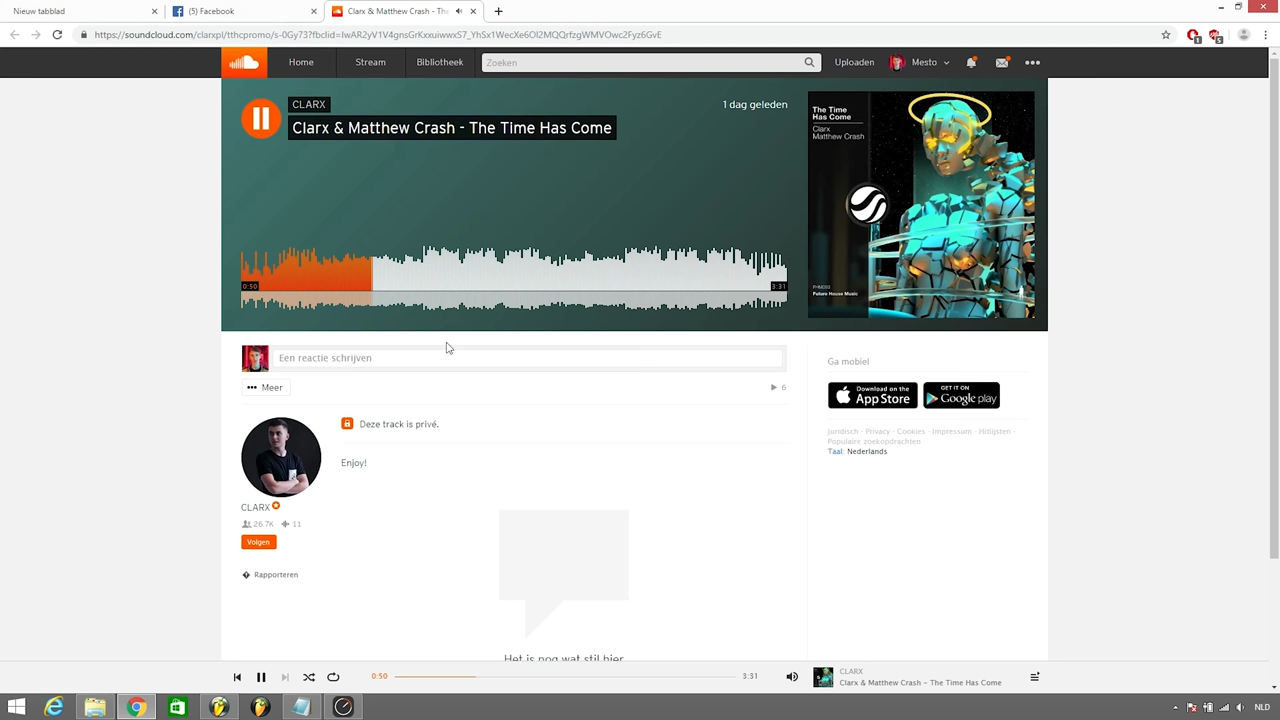 Nieuw tabblad
(5) Facebook
Clarx & Matthew Crash - The
https://soundcloud.com/clarxpl/tthcpromo/s-0Gy73?fbclid=IwAR2yV1V4gnsGrKxxuiwwxS7_YhSx1WecXe6Ol2MQQrfzgWMVOwc2Fyz6GvE
1
5
Home
Stream
Bibliotheek
Zoeken
Uploaden
Mesto
CLARX
1 dag geleden
Clarx & Matthew Crash - The Time Has Come
The Time
Has Come
Clarx
Matthew Crash
PHM093
Future House Music
0:50
3:31
Een reactie schrijven
Meer
6
Ga mobiel
Download on the
App Store
GET IT ON
Google play
Juridisch - Privacy - Cookies - Impressum - Hitlijsten -
Populaire zoekopdrachten
Taal: Nederlands
Deze track is privé.
Enjoy!
CLARX
26.7K
11
Volgen
Rapporteren
Het is nog wat stil hier
0:50
3:31
CLARX
Clarx & Matthew Crash - The Time Has Come
NLD